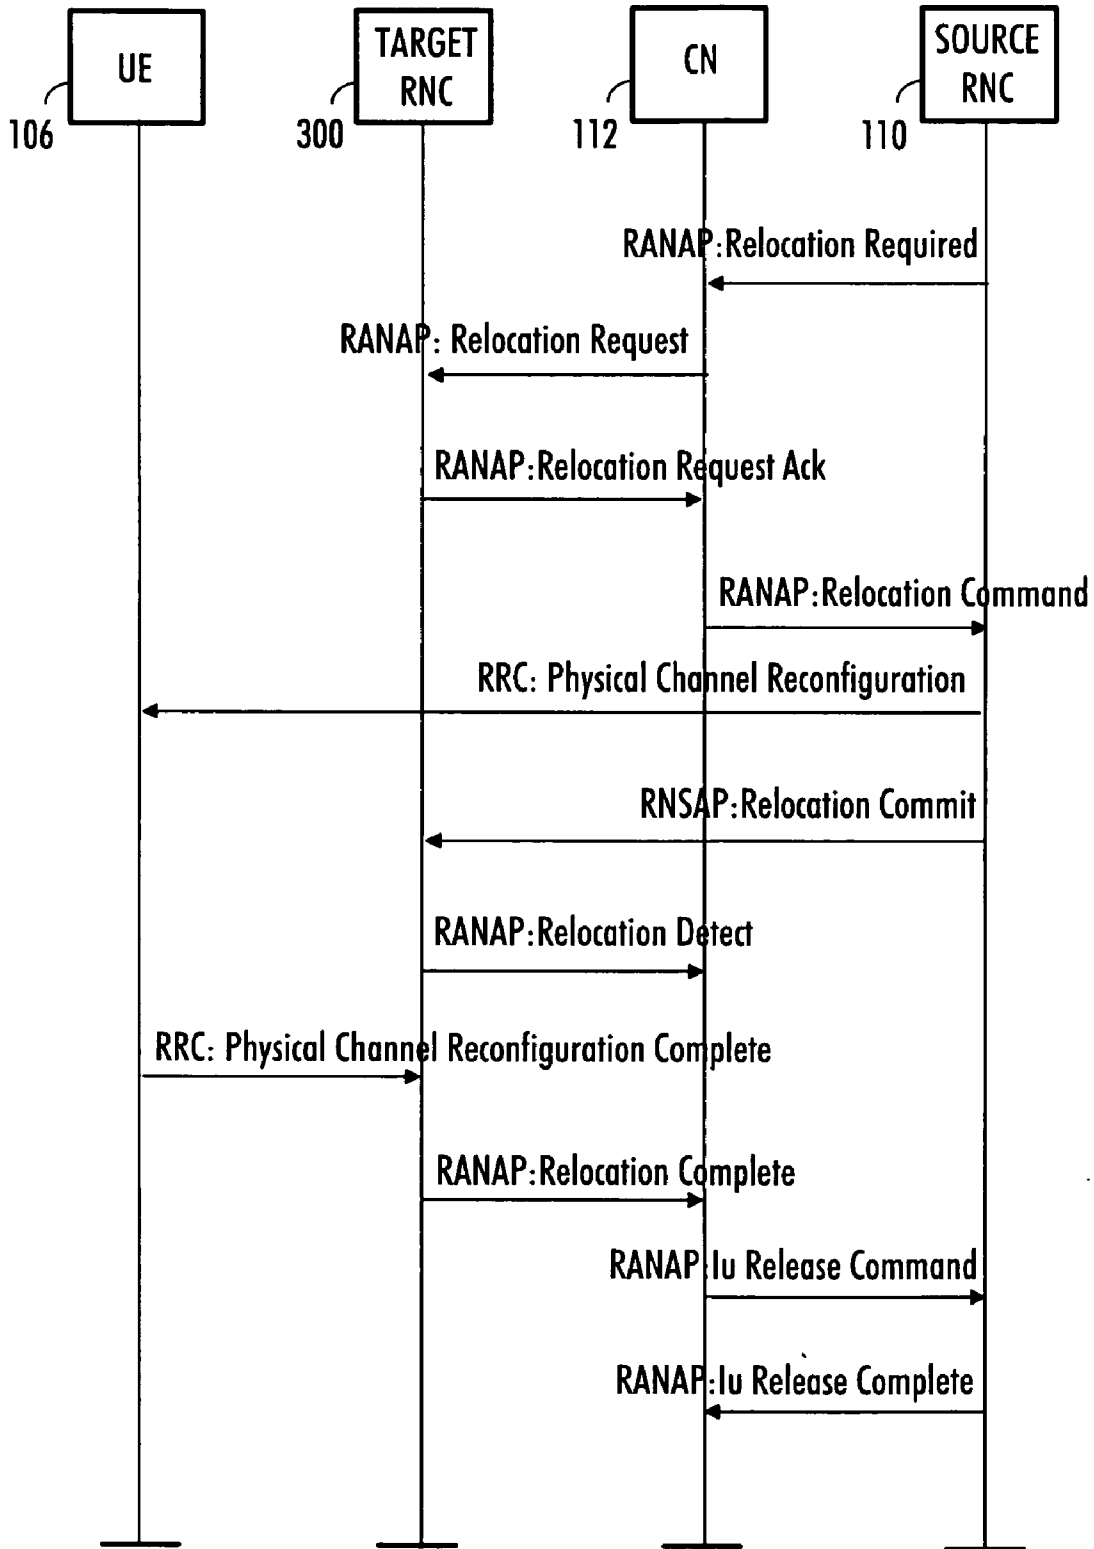 UE
TARGET
RNC
CN
SOURCE
RNC
106
300
112
110
RANAP:Relocation Required
RANAP: Relocation Request
RANAP:Relocation Request Ack
RANAP:Relocation Command
RRC: Physical Channel Reconfiguration
RNSAP:Relocation Commit
RANAP:Relocation Detect
RRC: Physical Channel Reconfiguration Complete
RANAP:Relocation Complete
RANAP:Iu Release Command
RANAP:Iu Release Complete